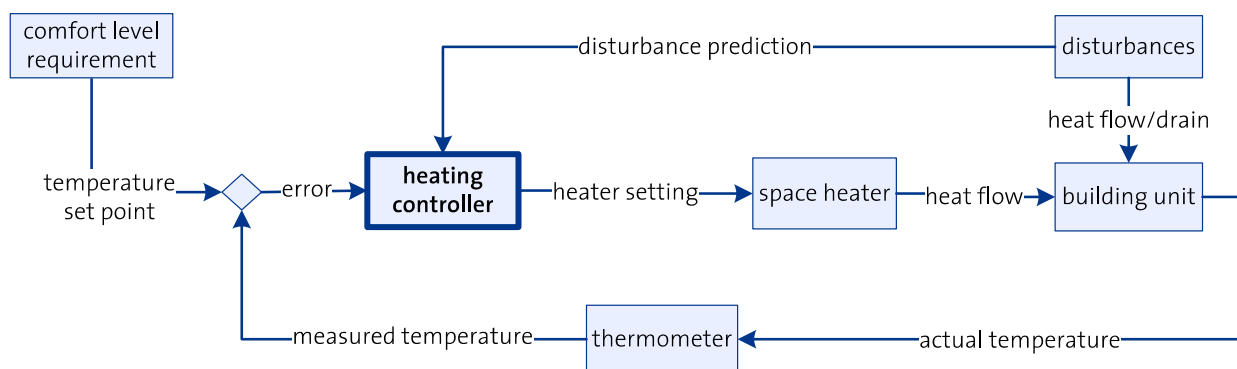 comfort level
requirement
disturbance prediction
disturbances
heat flow/drain
temperature
set point
error
heating
controller
heater setting
space heater
heat flow
building unit
measured temperature
thermometer
actual temperature